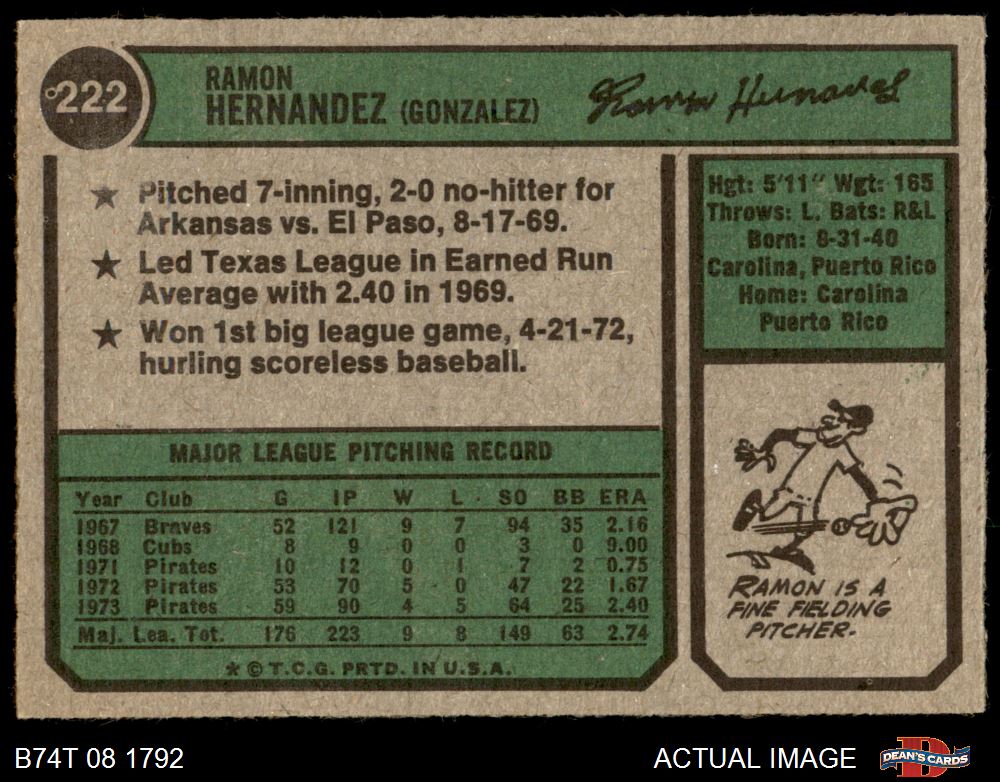 222
RAMON
HERNANDEZ (GONZALEZ)
Ramon Hernandez
★ Pitched 7-inning, 2-0 no-hitter for
Arkansas vs. El Paso, 8-17-69.
★ Led Texas League in Earned Run
Average with 2.40 in 1969.
★ Won 1st big league game, 4-21-72,
hurling scoreless baseball.
Hgt: 5'11" Wgt: 165
Throws: L. Bats: R&L
Born: 8-31-40
Carolina, Puerto Rico
Home: Carolina
Puerto Rico
MAJOR LEAGUE PITCHING RECORD
Year Club G IP W L SO BB ERA
1967 Braves 52 121 9 7 94 35 2.16
1968 Cubs 8 9 0 0 3 0 9.00
1971 Pirates 10 12 0 1 7 2 0.75
1972 Pirates 53 70 5 0 47 22 1.67
1973 Pirates 59 90 4 5 64 25 2.40
Maj. Lea. Tot. 176 223 9 8 149 63 2.74
★ © T.C.G. PRTD. IN U.S.A.
RAMON IS A
FINE FIELDING
PITCHER.
B74T 08 1792
ACTUAL IMAGE
DEAN'S CARDS